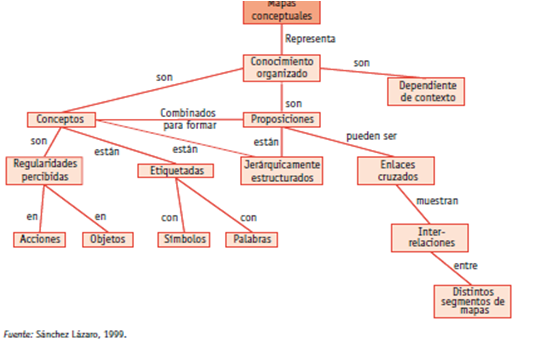 Mapas
conceptuales
Representa
Conocimiento
organizado
son
son
Dependiente
de contexto
son
Conceptos
Combinados
para formar
Proposiciones
son
están
están
están
pueden ser
Regularidades
percibidas
Etiquetadas
Jerárquicamente
estructurados
Enlaces
cruzados
en
en
con
con
muestran
Acciones
Objetos
Símbolos
Palabras
Inter-
relaciones
entre
Distintos
segmentos de
mapas
Fuente: Sánchez Lázaro, 1999.